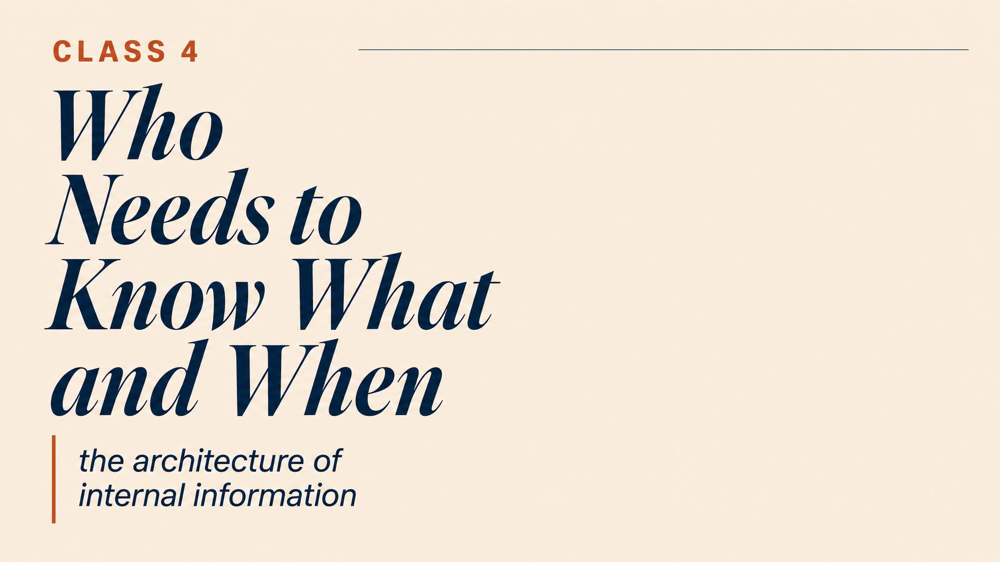 CLASS 4
Who
Needs to
Know What
and When
the architecture of
internal information